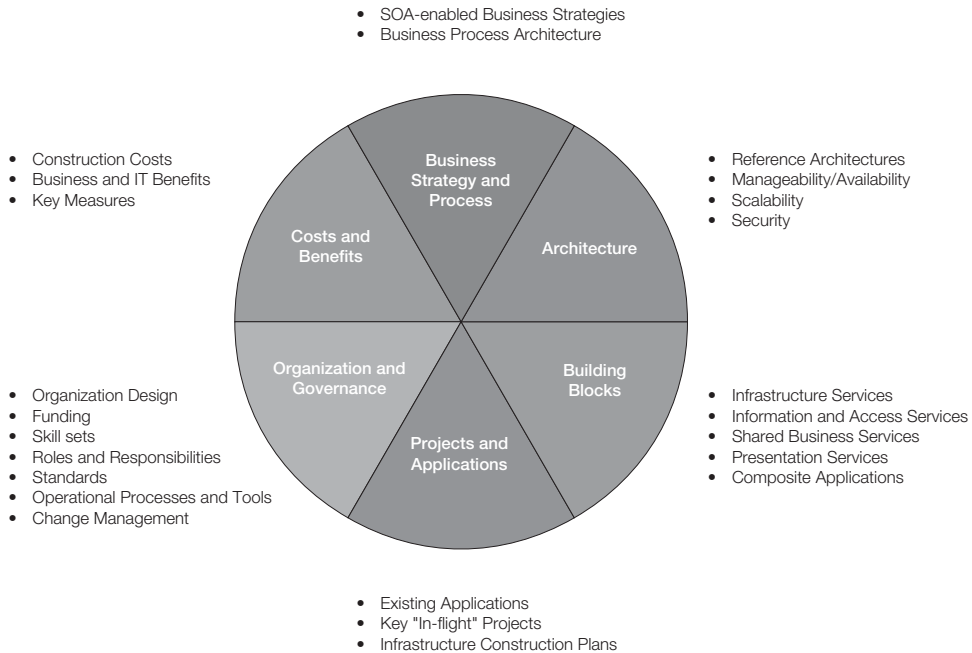 • SOA-enabled Business Strategies
• Business Process Architecture
Business
Strategy and
Process
• Construction Costs
• Business and IT Benefits
• Key Measures
Costs and
Benefits
• Reference Architectures
• Manageability/Availability
• Scalability
• Security
Architecture
• Organization Design
• Funding
• Skill sets
• Roles and Responsibilities
• Standards
• Operational Processes and Tools
• Change Management
Organization and
Governance
Building
Blocks
• Infrastructure Services
• Information and Access Services
• Shared Business Services
• Presentation Services
• Composite Applications
Projects and
Applications
• Existing Applications
• Key "In-flight" Projects
• Infrastructure Construction Plans